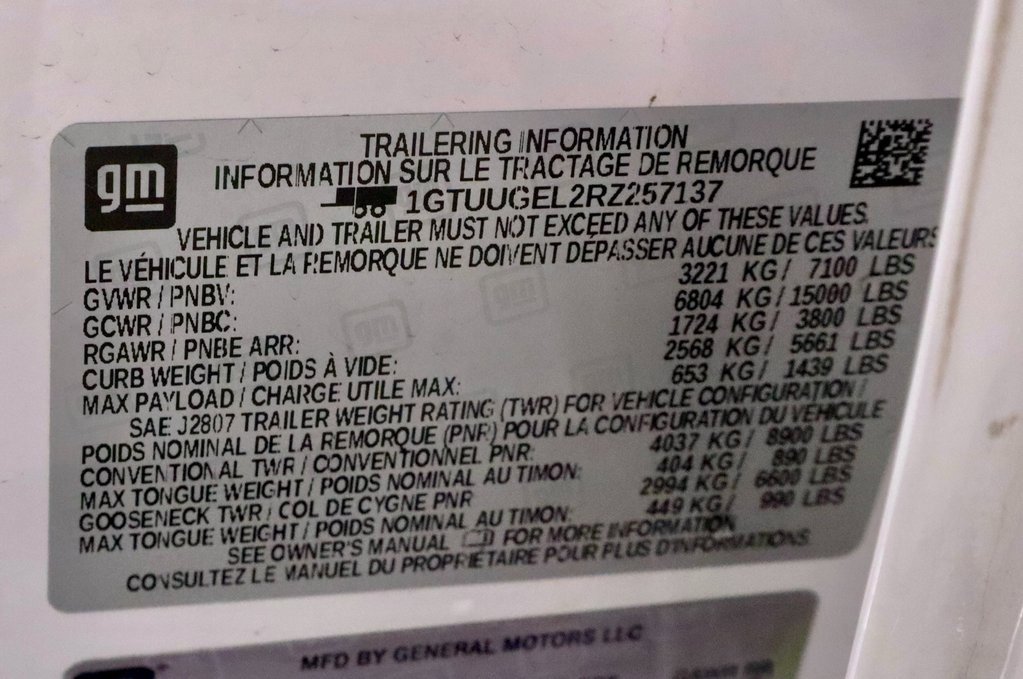 gm
TRAILERING INFORMATION
INFORMATION SUR LE TRACTAGE DE REMORQUE
1GTUUGEL2RZ257137
VEHICLE AND TRAILER MUST NOT EXCEED ANY OF THESE VALUES.
LE VÉHICULE ET LA REMORQUE NE DOIVENT DÉPASSER AUCUNE DE CES VALEURS
GVWR / PNBV: 3221 KG/ 7100 LBS
GCWR / PNBC: 6804 KG/ 15000 LBS
RGAWR / PNBE ARR: 1724 KG/ 3800 LBS
CURB WEIGHT / POIDS À VIDE: 2568 KG/ 5661 LBS
MAX PAYLOAD / CHARGE UTILE MAX: 653 KG/ 1439 LBS
SAE J2807 TRAILER WEIGHT RATING (TWR) FOR VEHICLE CONFIGURATION /
POIDS NOMINAL DE LA REMORQUE (PNR) POUR LA CONFIGURATION DU VÉHICULE
CONVENTIONAL TWR / CONVENTIONNEL PNR: 4037 KG/ 8900 LBS
MAX TONGUE WEIGHT / POIDS NOMINAL AU TIMON: 404 KG/ 890 LBS
GOOSENECK TWR / COL DE CYGNE PNR 2994 KG/ 6600 LBS
MAX TONGUE WEIGHT / POIDS NOMINAL AU TIMON: 449 KG/ 990 LBS
SEE OWNER'S MANUAL FOR MORE INFORMATION
CONSULTEZ LE MANUEL DU PROPRIÉTAIRE POUR PLUS D'INFORMATIONS
MFD BY GENERAL MOTORS LLC